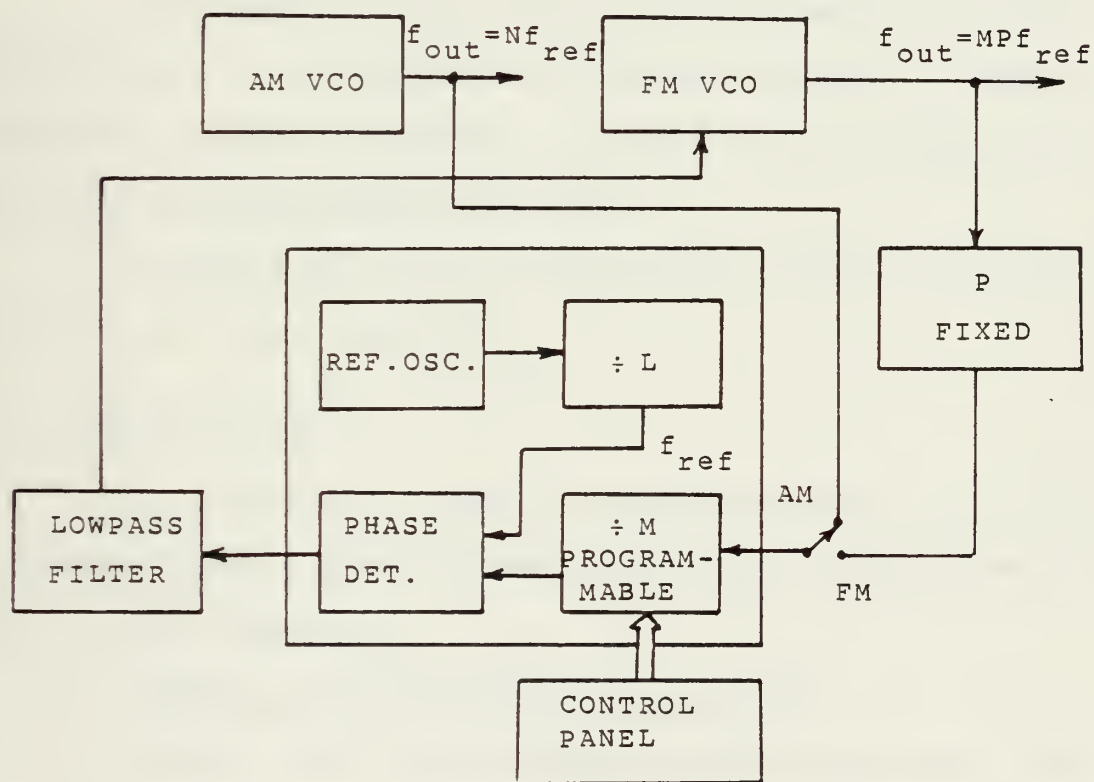 f_out=Nf_ref
f_out=MPf_ref
AM VCO
FM VCO
P
FIXED
REF.OSC.
÷ L
f_ref
AM
LOWPASS
FILTER
PHASE
DET.
÷ M
PROGRAM-
MABLE
FM
CONTROL
PANEL